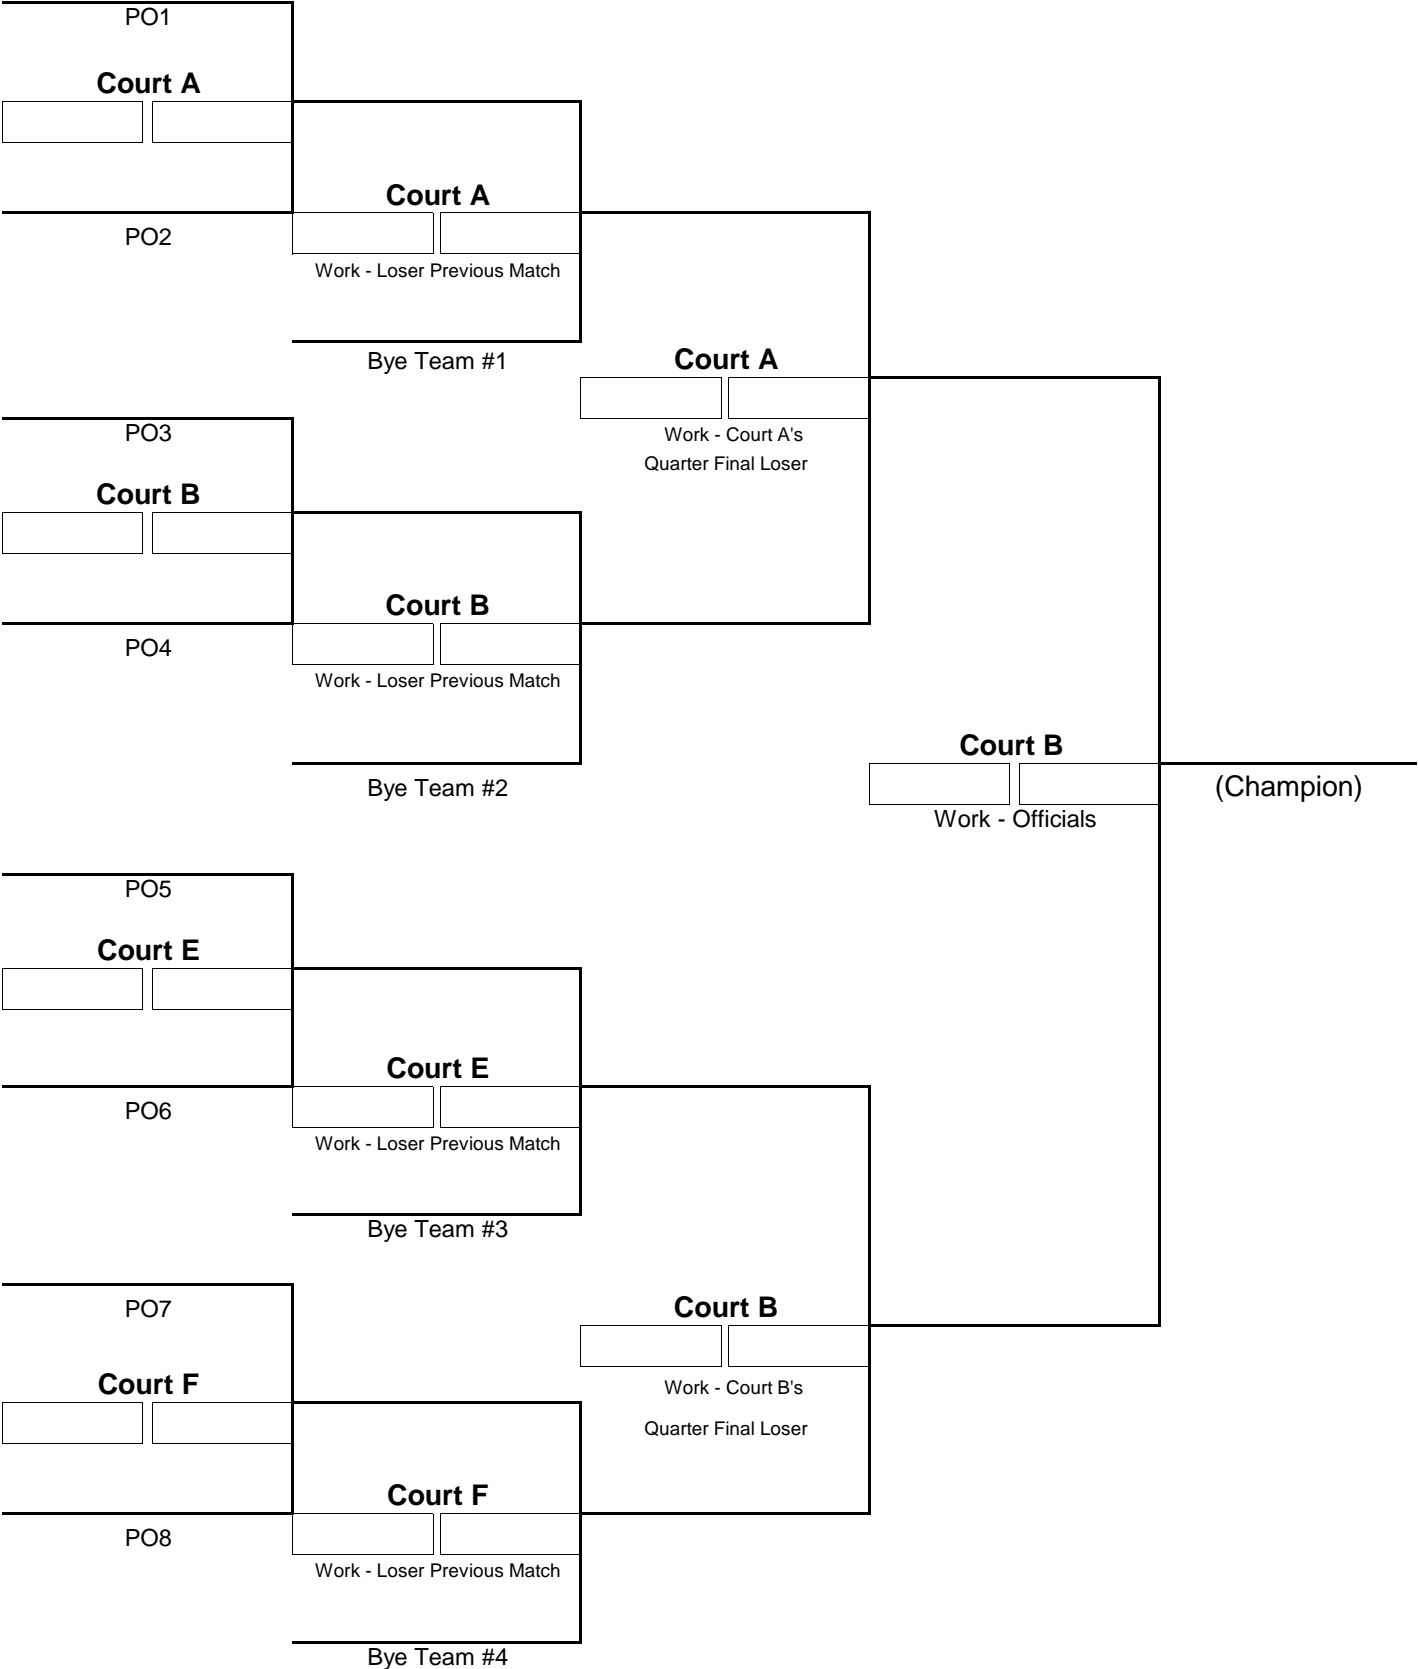 PO1
Court A
Court A
PO2
Work - Loser Previous Match
Bye Team #1
Court A
PO3
Work - Court A's
Quarter Final Loser
Court B
Court B
PO4
Work - Loser Previous Match
Court B
Bye Team #2
(Champion)
Work - Officials
PO5
Court E
Court E
PO6
Work - Loser Previous Match
Bye Team #3
PO7
Court B
Court F
Work - Court B's
Quarter Final Loser
Court F
PO8
Work - Loser Previous Match
Bye Team #4